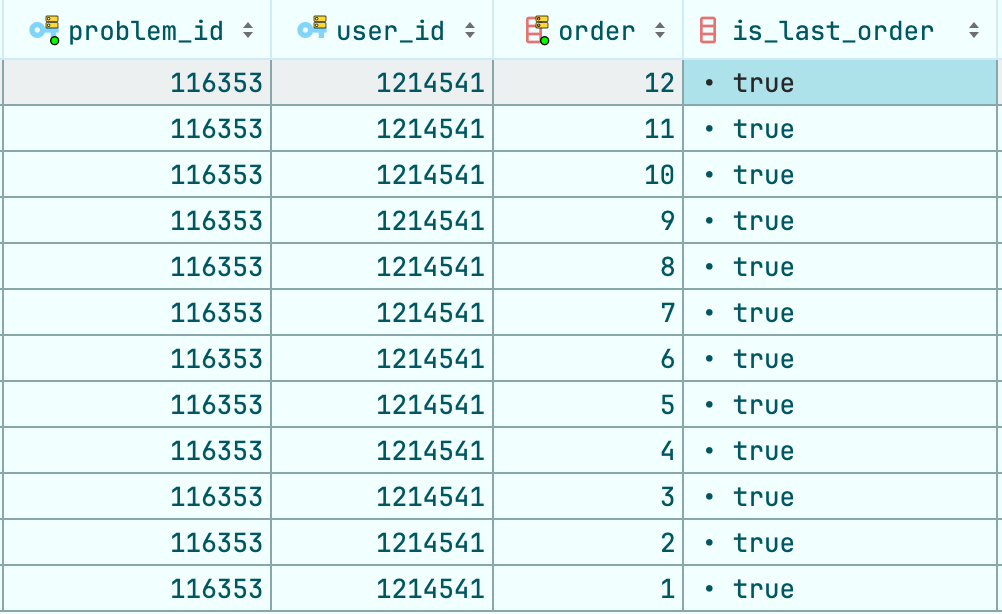 problem_id user_id order is_last_order
116353 1214541 12 • true
116353 1214541 11 • true
116353 1214541 10 • true
116353 1214541 9 • true
116353 1214541 8 • true
116353 1214541 7 • true
116353 1214541 6 • true
116353 1214541 5 • true
116353 1214541 4 • true
116353 1214541 3 • true
116353 1214541 2 • true
116353 1214541 1 • true